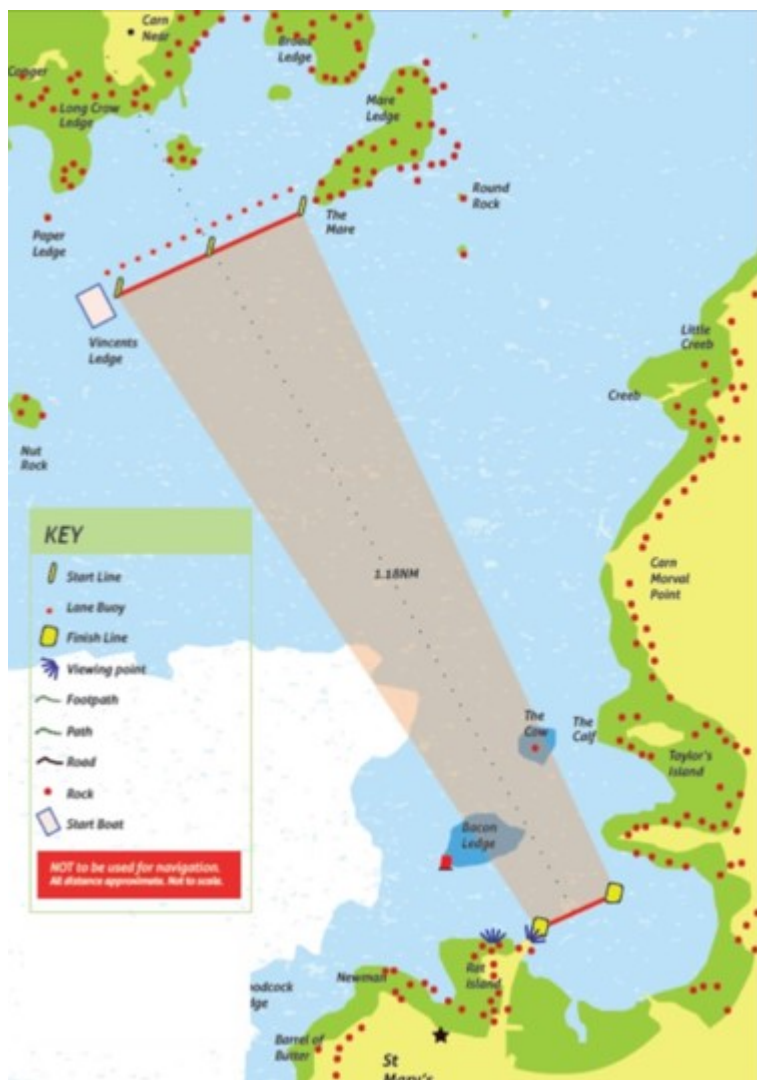 Carn
Near
Broad
Ledge
Copper
Long Crow
Ledge
Mare
Ledge
Round
Rock
The
Mare
Paper
Ledge
Vincents
Ledge
Little
Creeb
Creeb
Nut
Rock
KEY
Start Line
Lane Buoy
Finish Line
Viewing point
Footpath
Path
Road
Rock
Start Boat
NOT to be used for navigation.
All distance approximate. Not to scale.
1.18NM
Carn
Morval
Point
The
Cow
The
Calf
Taylor's
Island
Bacon
Ledge
Rat
Island
Newman
oodcock
dge
Barrel of
Butter
St
Mary's